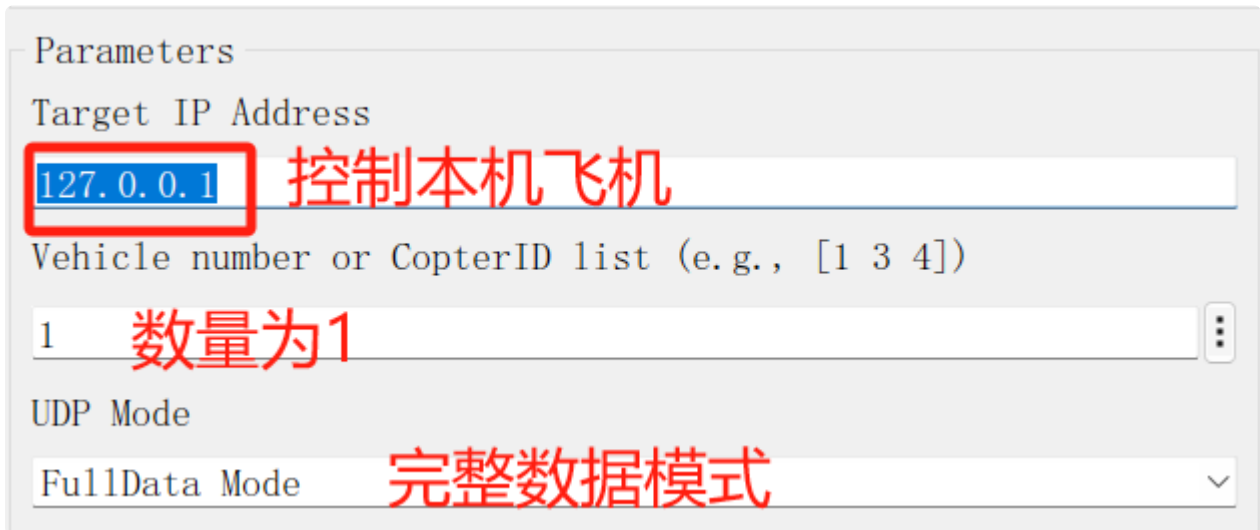 Parameters
Target IP Address
127.0.0.1 控制本机飞机
Vehicle number or CopterID list (e.g., [1 3 4])
1 数量为1
UDP Mode
FullData Mode 完整数据模式